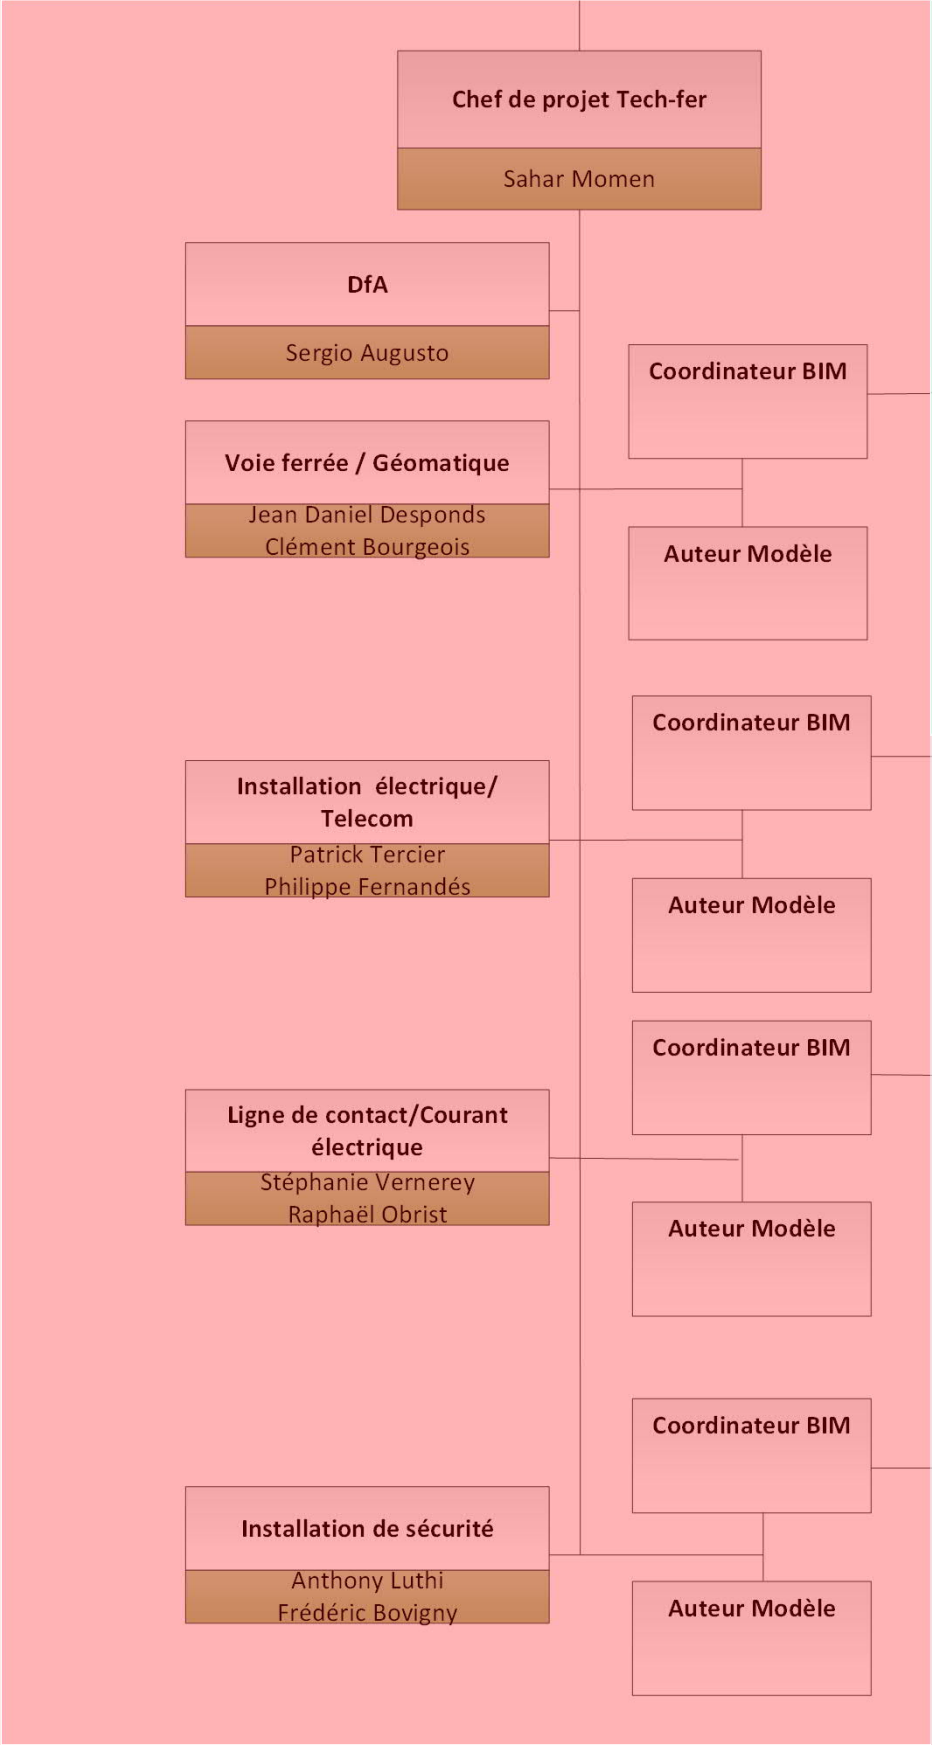 Chef de projet Tech-fer
Sahar Momen
DfA
Sergio Augusto
Coordinateur BIM
Voie ferrée / Géomatique
Jean Daniel Desponds
Clément Bourgeois
Auteur Modèle
Coordinateur BIM
Installation électrique/
Telecom
Patrick Tercier
Philippe Fernandés
Auteur Modèle
Coordinateur BIM
Ligne de contact/Courant
électrique
Stéphanie Vernerey
Raphaël Obrist
Auteur Modèle
Coordinateur BIM
Installation de sécurité
Anthony Luthi
Frédéric Bovigny
Auteur Modèle